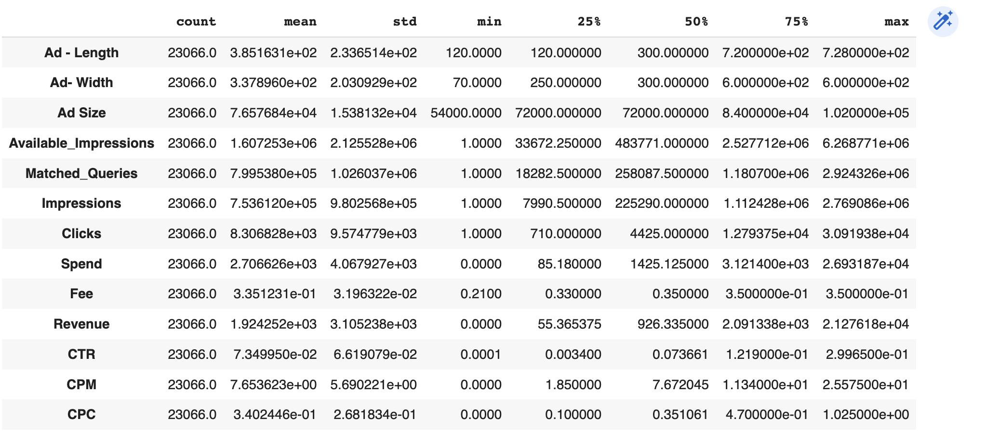 count mean std min 25% 50% 75% max
Ad - Length 23066.0 3.851631e+02 2.336514e+02 120.0000 120.000000 300.000000 7.200000e+02 7.280000e+02
Ad- Width 23066.0 3.378960e+02 2.030929e+02 70.0000 250.000000 300.000000 6.000000e+02 6.000000e+02
Ad Size 23066.0 7.657684e+04 1.538132e+04 54000.0000 72000.000000 72000.000000 8.400000e+04 1.020000e+05
Available_Impressions 23066.0 1.607253e+06 2.125528e+06 1.0000 33672.250000 483771.000000 2.527712e+06 6.268771e+06
Matched_Queries 23066.0 7.995380e+05 1.026037e+06 1.0000 18282.500000 258087.500000 1.180700e+06 2.924326e+06
Impressions 23066.0 7.536120e+05 9.802568e+05 1.0000 7990.500000 225290.000000 1.112428e+06 2.769086e+06
Clicks 23066.0 8.306828e+03 9.574779e+03 1.0000 710.000000 4425.000000 1.279375e+04 3.091938e+04
Spend 23066.0 2.706626e+03 4.067927e+03 0.0000 85.180000 1425.125000 3.121400e+03 2.693187e+04
Fee 23066.0 3.351231e-01 3.196322e-02 0.2100 0.330000 0.350000 3.500000e-01 3.500000e-01
Revenue 23066.0 1.924252e+03 3.105238e+03 0.0000 55.365375 926.335000 2.091338e+03 2.127618e+04
CTR 23066.0 7.349950e-02 6.619079e-02 0.0001 0.003400 0.073661 1.219000e-01 2.996500e-01
CPM 23066.0 7.653623e+00 5.690221e+00 0.0000 1.850000 7.672045 1.134000e+01 2.557500e+01
CPC 23066.0 3.402446e-01 2.681834e-01 0.0000 0.100000 0.351061 4.700000e-01 1.025000e+00